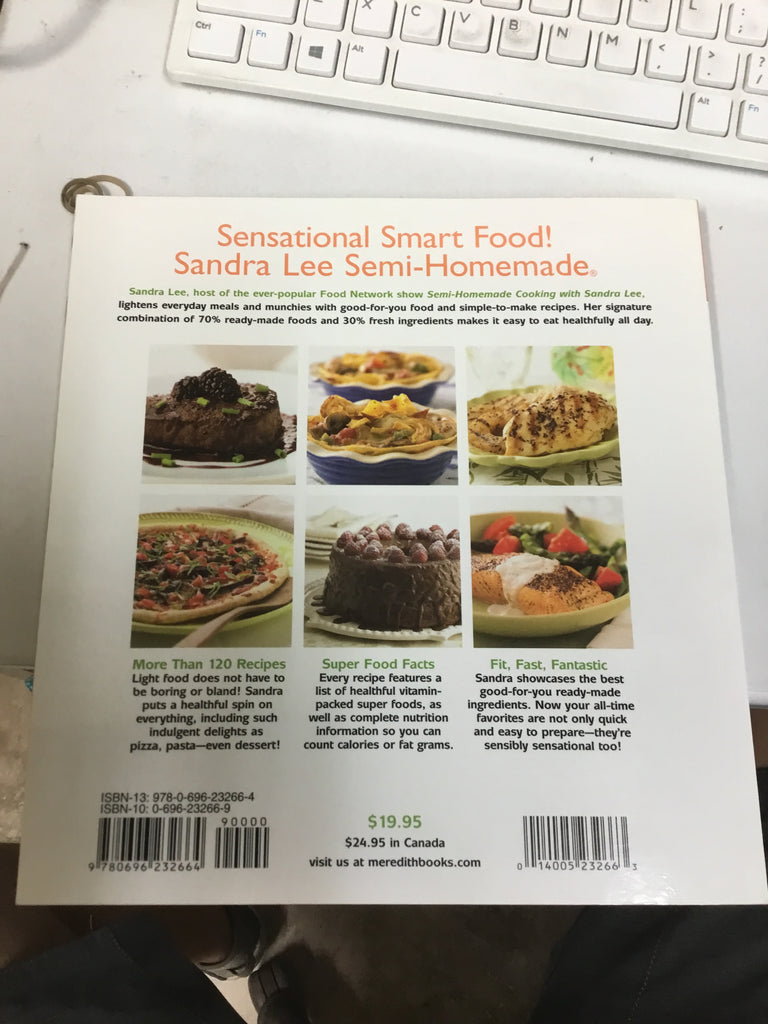 X C V B N M L ; :
Ctrl Fn Alt < , > . ? /
Alt Fn
Sensational Smart Food!
Sandra Lee Semi-Homemade®
Sandra Lee, host of the ever-popular Food Network show Semi-Homemade Cooking with Sandra Lee,
lightens everyday meals and munchies with good-for-you food and simple-to-make recipes. Her signature
combination of 70% ready-made foods and 30% fresh ingredients makes it easy to eat healthfully all day.
More Than 120 Recipes
Light food does not have to
be boring or bland! Sandra
puts a healthful spin on
everything, including such
indulgent delights as
pizza, pasta—even dessert!
Super Food Facts
Every recipe features a
list of healthful vitamin-
packed super foods, as
well as complete nutrition
information so you can
count calories or fat grams.
Fit, Fast, Fantastic
Sandra showcases the best
good-for-you ready-made
ingredients. Now your all-time
favorites are not only quick
and easy to prepare—they're
sensibly sensational too!
ISBN-13: 978-0-696-23266-4
ISBN-10: 0-696-23266-9
90000
9 780696 232664
$19.95
$24.95 in Canada
visit us at meredithbooks.com
0 14005 23266 3